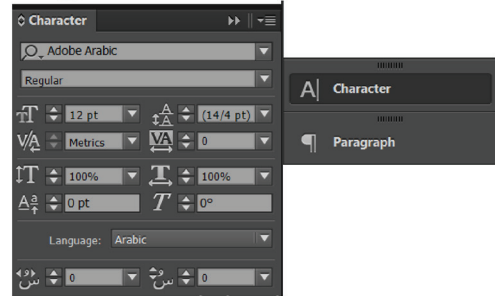 Character
Adobe Arabic
Regular
12 pt (14/4 pt)
Metrics 0
100% 100%
0 pt 0°
Language: Arabic
0 0
Character
Paragraph